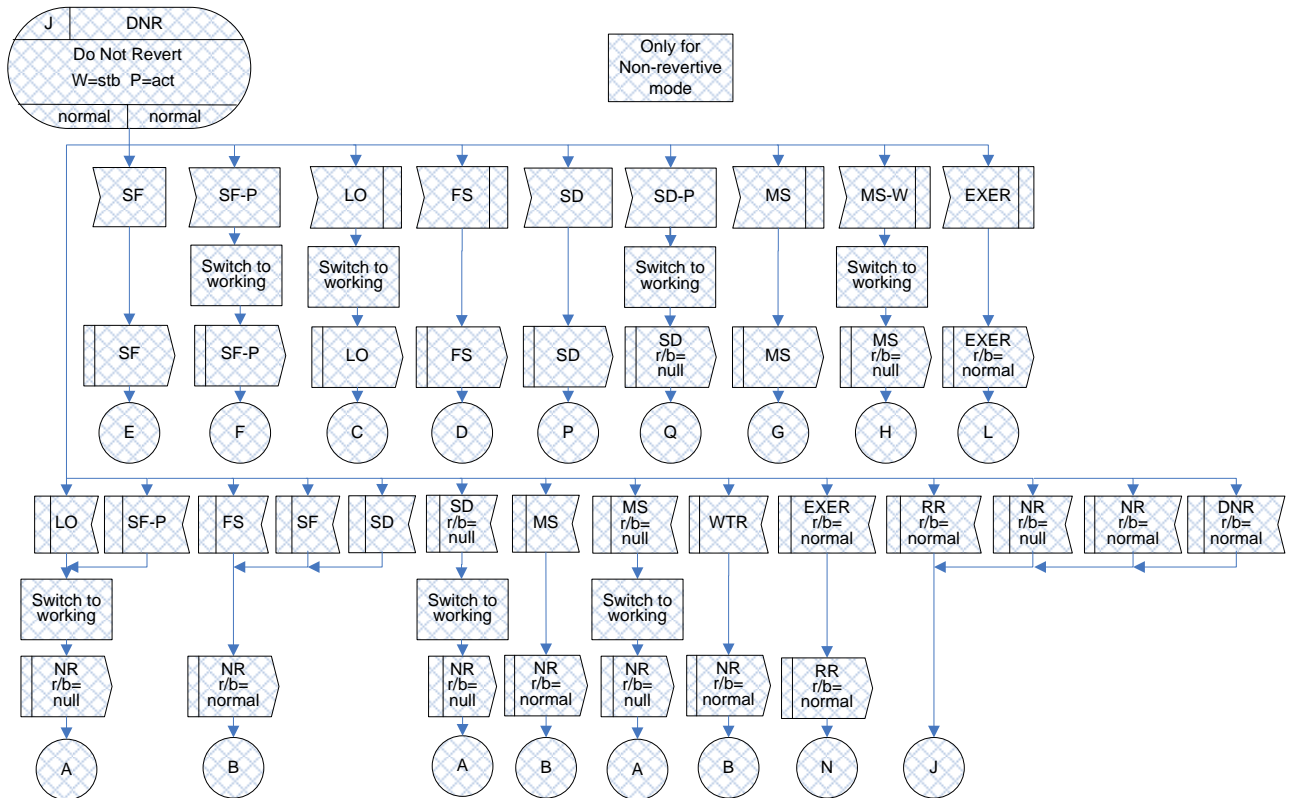 J DNR
Do Not Revert
W=stb P=act
normal normal
Only for
Non-revertive
mode
SF SF-P LO FS SD SD-P MS MS-W EXER
Switch to
working
Switch to
working
Switch to
working
Switch to
working
SF
SF-P
LO
FS
SD
SD
r/b=
null
MS
MS
r/b=
null
EXER
r/b=
normal
E F C D P Q G H L
LO
SF-P
FS
SF
SD
SD
r/b=
null
MS
MS
r/b=
null
WTR
EXER
r/b=
normal
RR
r/b=
normal
NR
r/b=
null
NR
r/b=
normal
DNR
r/b=
normal
Switch to
working
Switch to
working
Switch to
working
NR
r/b=
null
NR
r/b=
normal
NR
r/b=
null
NR
r/b=
normal
NR
r/b=
null
NR
r/b=
normal
RR
r/b=
normal
A B A B A B N J